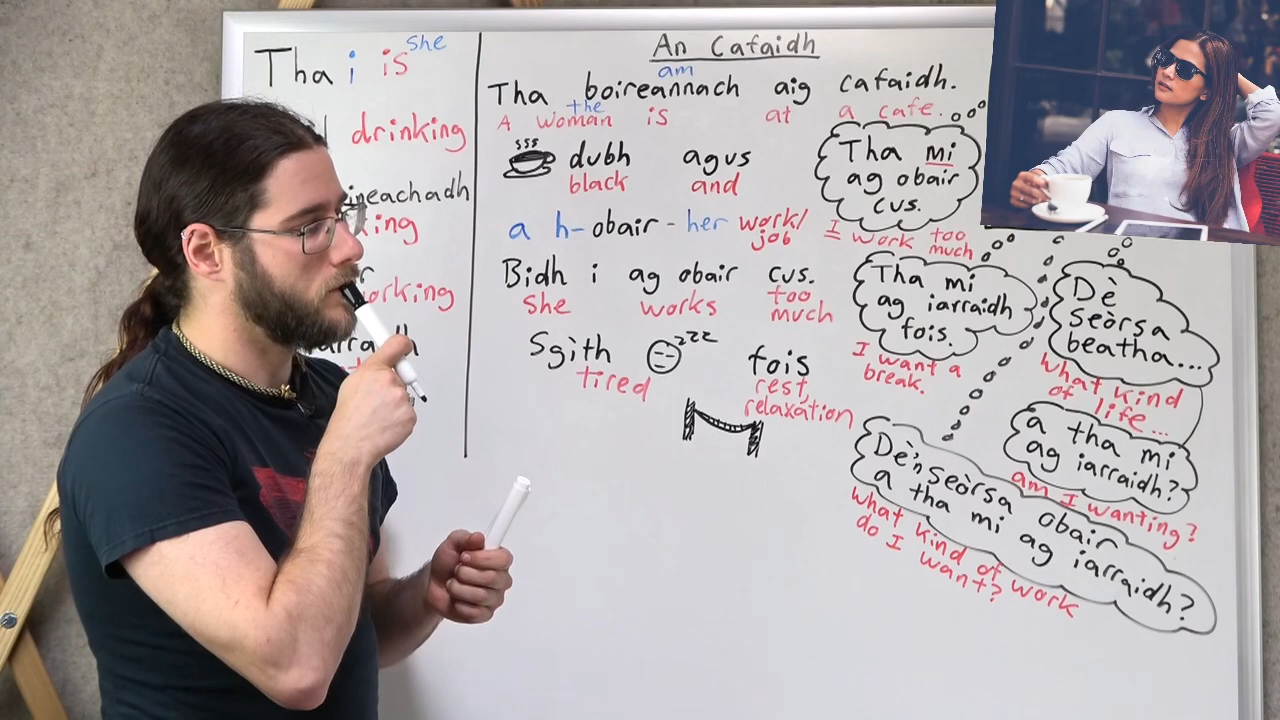 Tha i is she
drinking
ineachadh
king
working
An Cafaidh
am
Tha boireannach aig cafaidh.
the
A woman is at a cafe.
dubh agus
black and
a h-obair - her work/
job
Bidh i ag obair cus.
She works too
much
Sgìth zzz fois
tired rest,
relaxation
Tha mi
ag obair
cus.
I work too
much
Tha mi
ag iarraidh
fois.
I want a
break.
Dè
seòrsa
beatha...
what kind
of life...
a tha mi
ag iarraidh?
am I wanting?
Dè'n seòrsa obair
a tha mi ag iarraidh?
what kind of work
do I want?